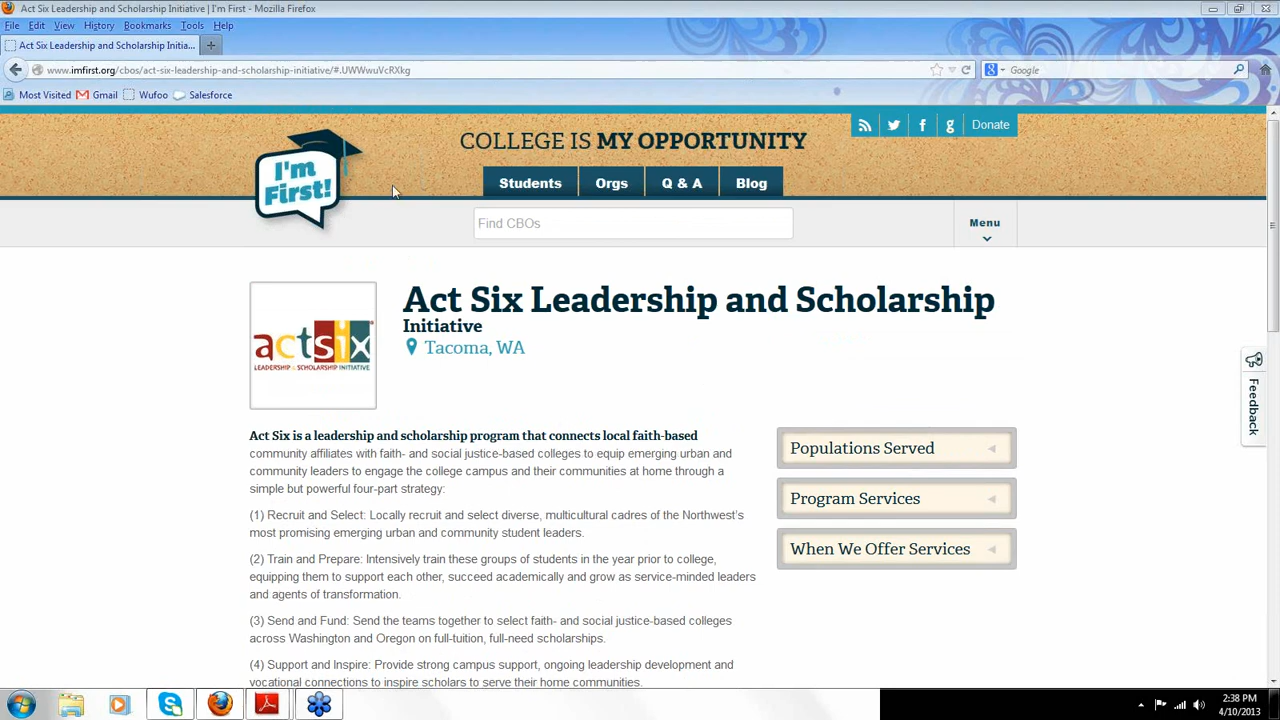 Act Six Leadership and Scholarship Initiative | I'm First - Mozilla Firefox
File Edit View History Bookmarks Tools Help
Act Six Leadership and Scholarship Initia...
www.imfirst.org/cbos/act-six-leadership-and-scholarship-initiative/#.UWWwuVcRXkg
Google
Most Visited Gmail Wufoo Salesforce
I'm First!
COLLEGE IS MY OPPORTUNITY
Donate
Students Orgs Q & A Blog
Find CBOs
Menu
Act Six Leadership and Scholarship
Initiative
Tacoma, WA
actsix
LEADERSHIP & SCHOLARSHIP INITIATIVE
Feedback
Act Six is a leadership and scholarship program that connects local faith-based
community affiliates with faith- and social justice-based colleges to equip emerging urban and
community leaders to engage the college campus and their communities at home through a
simple but powerful four-part strategy:
(1) Recruit and Select: Locally recruit and select diverse, multicultural cadres of the Northwest's
most promising emerging urban and community student leaders.
(2) Train and Prepare: Intensively train these groups of students in the year prior to college,
equipping them to support each other, succeed academically and grow as service-minded leaders
and agents of transformation.
(3) Send and Fund: Send the teams together to select faith- and social justice-based colleges
across Washington and Oregon on full-tuition, full-need scholarships.
(4) Support and Inspire: Provide strong campus support, ongoing leadership development and
vocational connections to inspire scholars to serve their home communities.
Populations Served
Program Services
When We Offer Services
2:38 PM
4/10/2013